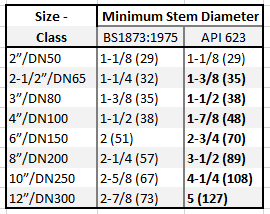 Size - Minimum Stem Diameter
Class BS1873:1975 API 623
2”/DN50 1-1/8 (29) 1-1/8 (29)
2-1/2”/DN65 1-1/4 (32) 1-3/8 (35)
3”/DN80 1-3/8 (35) 1-1/2 (38)
4”/DN100 1-1/2 (38) 1-7/8 (48)
6”/DN150 2 (51) 2-3/4 (70)
8”/DN200 2-1/4 (57) 3-1/2 (89)
10”/DN250 2-5/8 (67) 4-1/4 (108)
12”/DN300 2-7/8 (73) 5 (127)